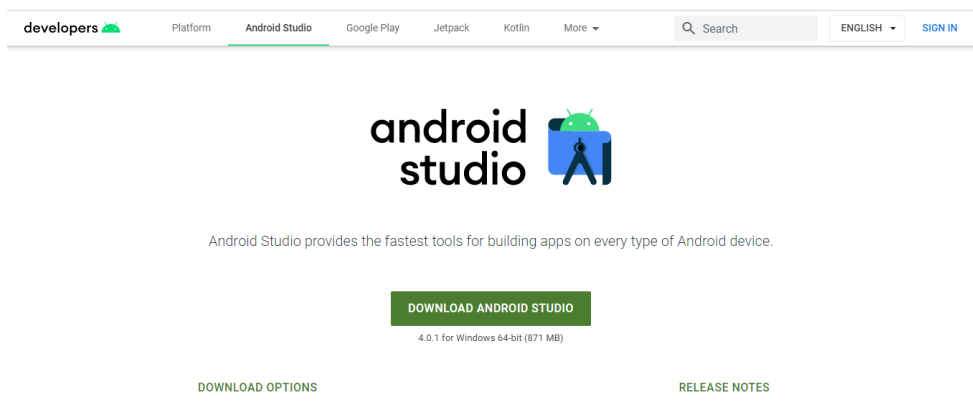 developers Platform Android Studio Google Play Jetpack Kotlin More Search ENGLISH SIGN IN
android
studio
Android Studio provides the fastest tools for building apps on every type of Android device.
DOWNLOAD ANDROID STUDIO
4.0.1 for Windows 64-bit (871 MB)
DOWNLOAD OPTIONS RELEASE NOTES